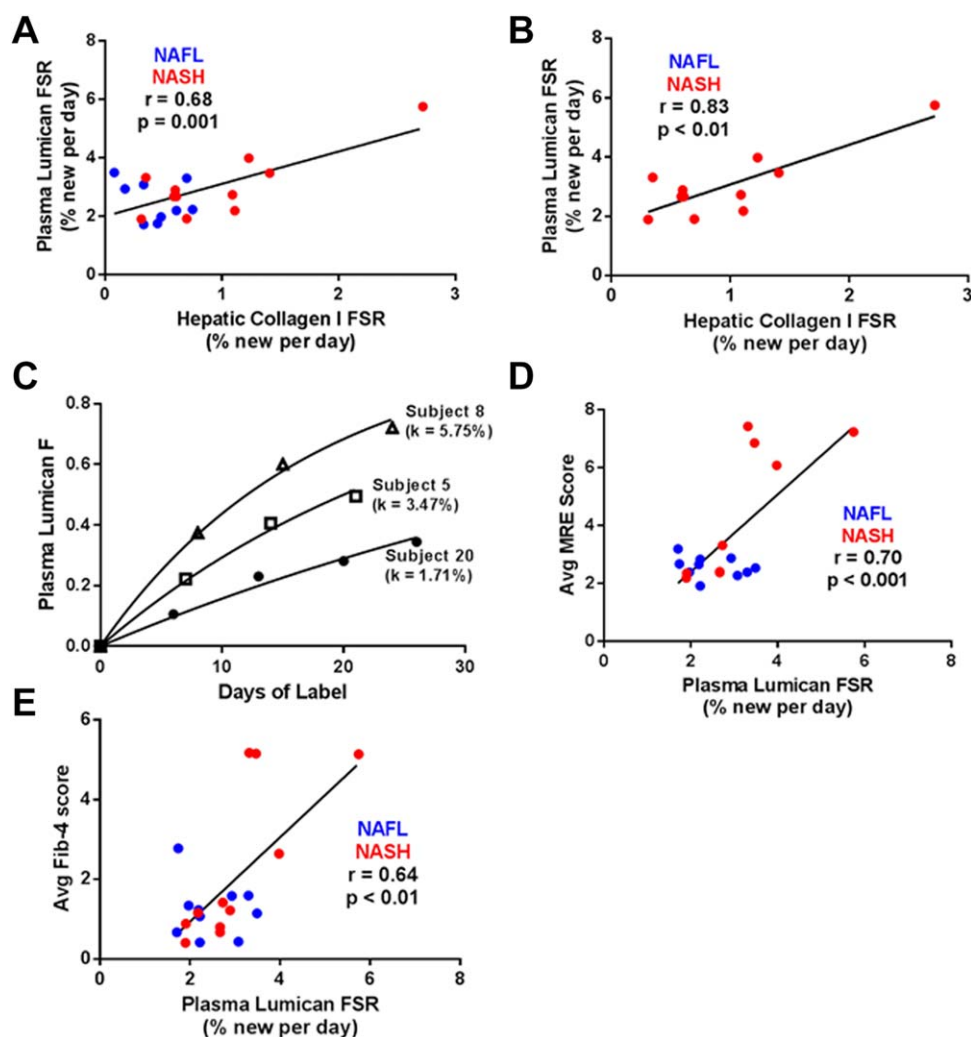 A
Plasma Lumican FSR
(% new per day)
8
6
4
2
0
NAFL
NASH
r = 0.68
p = 0.001
0
1
2
3
Hepatic Collagen I FSR
(% new per day)
B
Plasma Lumican FSR
(% new per day)
8
6
4
2
0
NAFL
NASH
r = 0.83
p < 0.01
0
1
2
3
Hepatic Collagen I FSR
(% new per day)
C
Plasma Lumican F
0.8
0.6
0.4
0.2
0.0
Subject 8
(k = 5.75%)
Subject 5
(k = 3.47%)
Subject 20
(k = 1.71%)
0
10
20
30
Days of Label
D
Avg MRE Score
8
6
4
2
0
NAFL
NASH
r = 0.70
p < 0.001
0
2
4
6
8
Plasma Lumican FSR
(% new per day)
E
Avg Fib-4 score
6
4
2
0
NAFL
NASH
r = 0.64
p < 0.01
0
2
4
6
8
Plasma Lumican FSR
(% new per day)